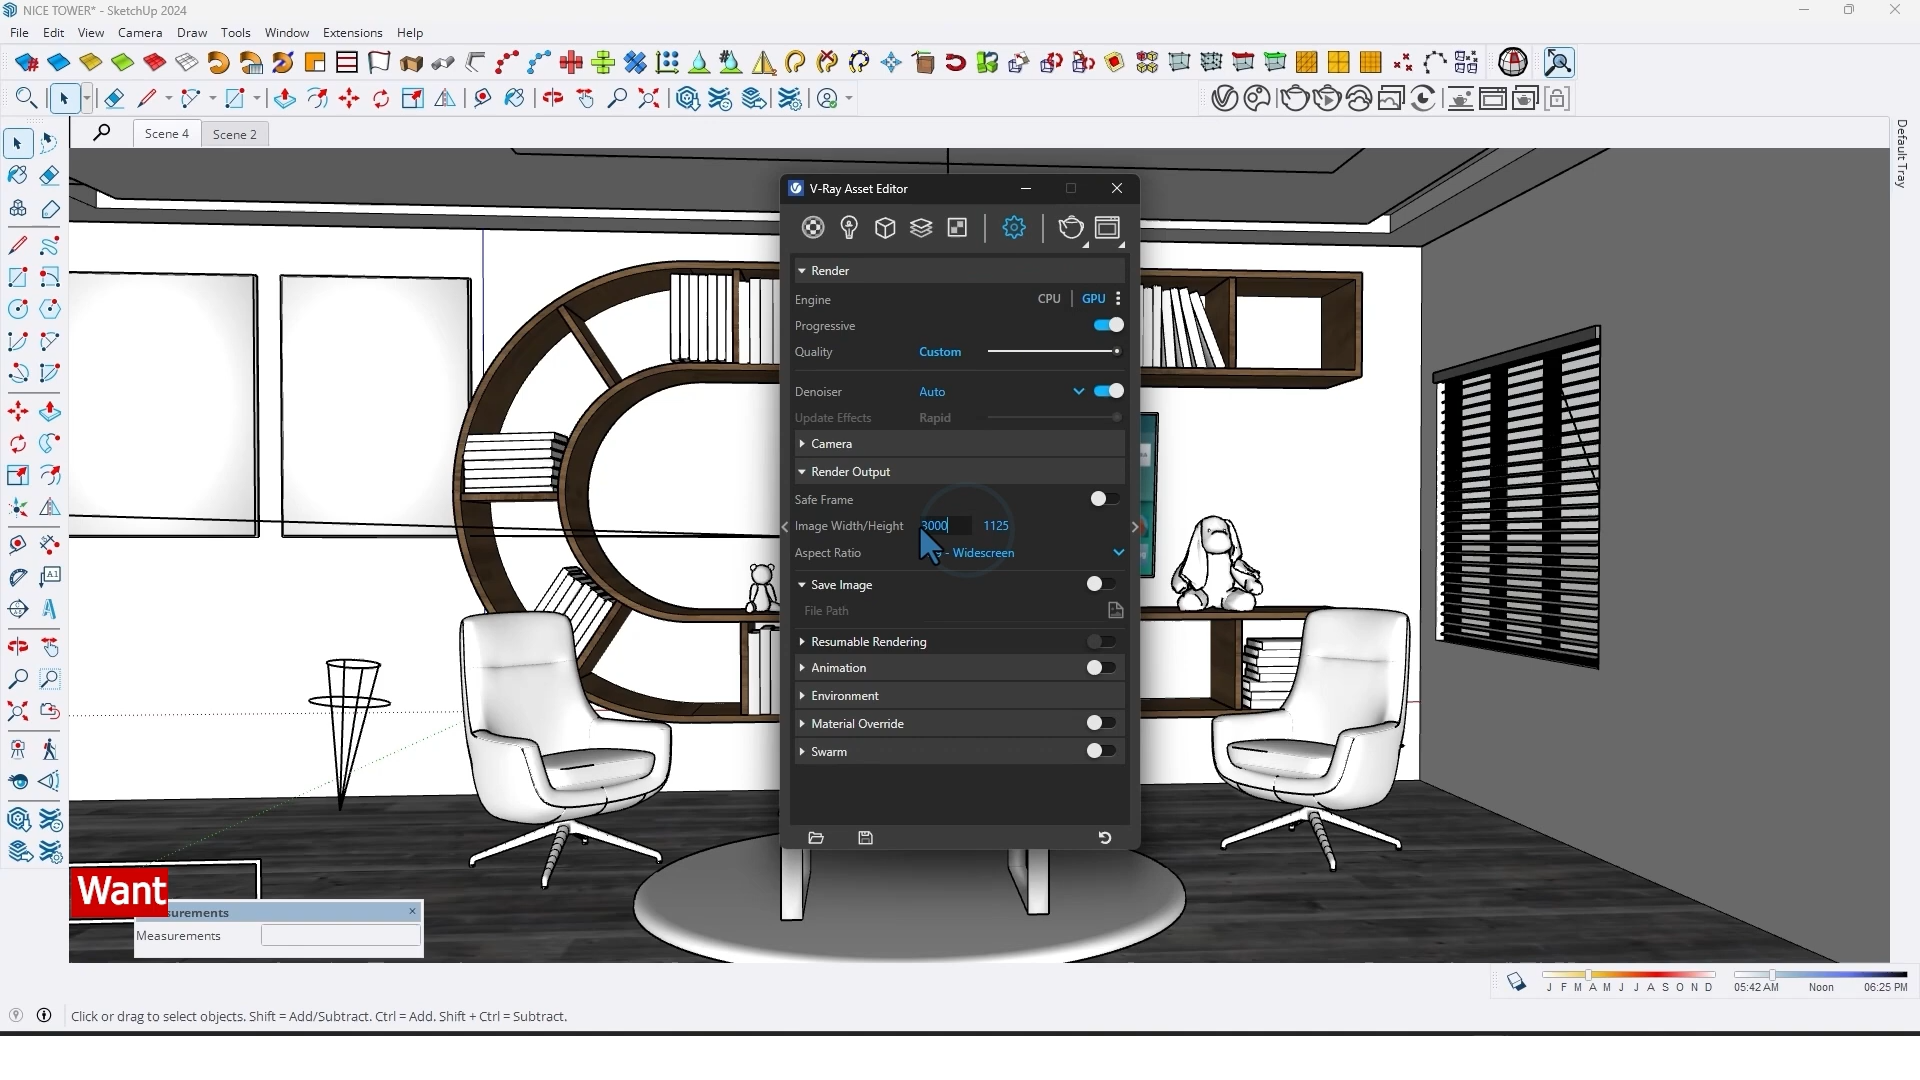 NICE TOWER* - SketchUp 2024
File Edit View Camera Draw Tools Window Extensions Help
Scene 4 Scene 2
Default Tray
V-Ray Asset Editor
Render
Engine CPU GPU
Progressive
Quality Custom
Denoiser Auto
Update Effects Rapid
Camera
Render Output
Safe Frame
Image Width/Height 3000 1125
Aspect Ratio - Widescreen
Save Image
File Path
Resumable Rendering
Animation
Environment
Material Override
Swarm
Want
surements
Measurements
J F M A M J J A S O N D 05:42 AM Noon 06:25 PM
Click or drag to select objects. Shift = Add/Subtract. Ctrl = Add. Shift + Ctrl = Subtract.